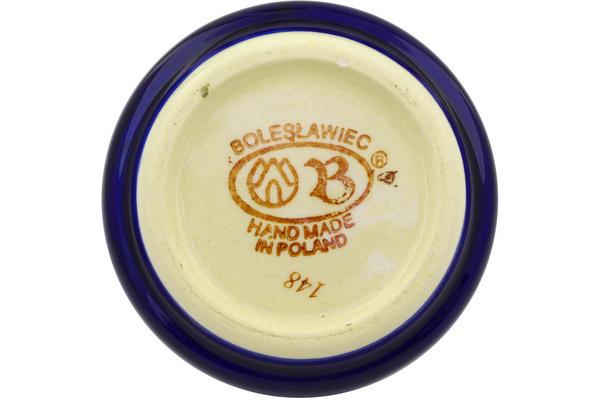 BOLESŁAWIEC
B ®
HAND MADE
IN POLAND
148